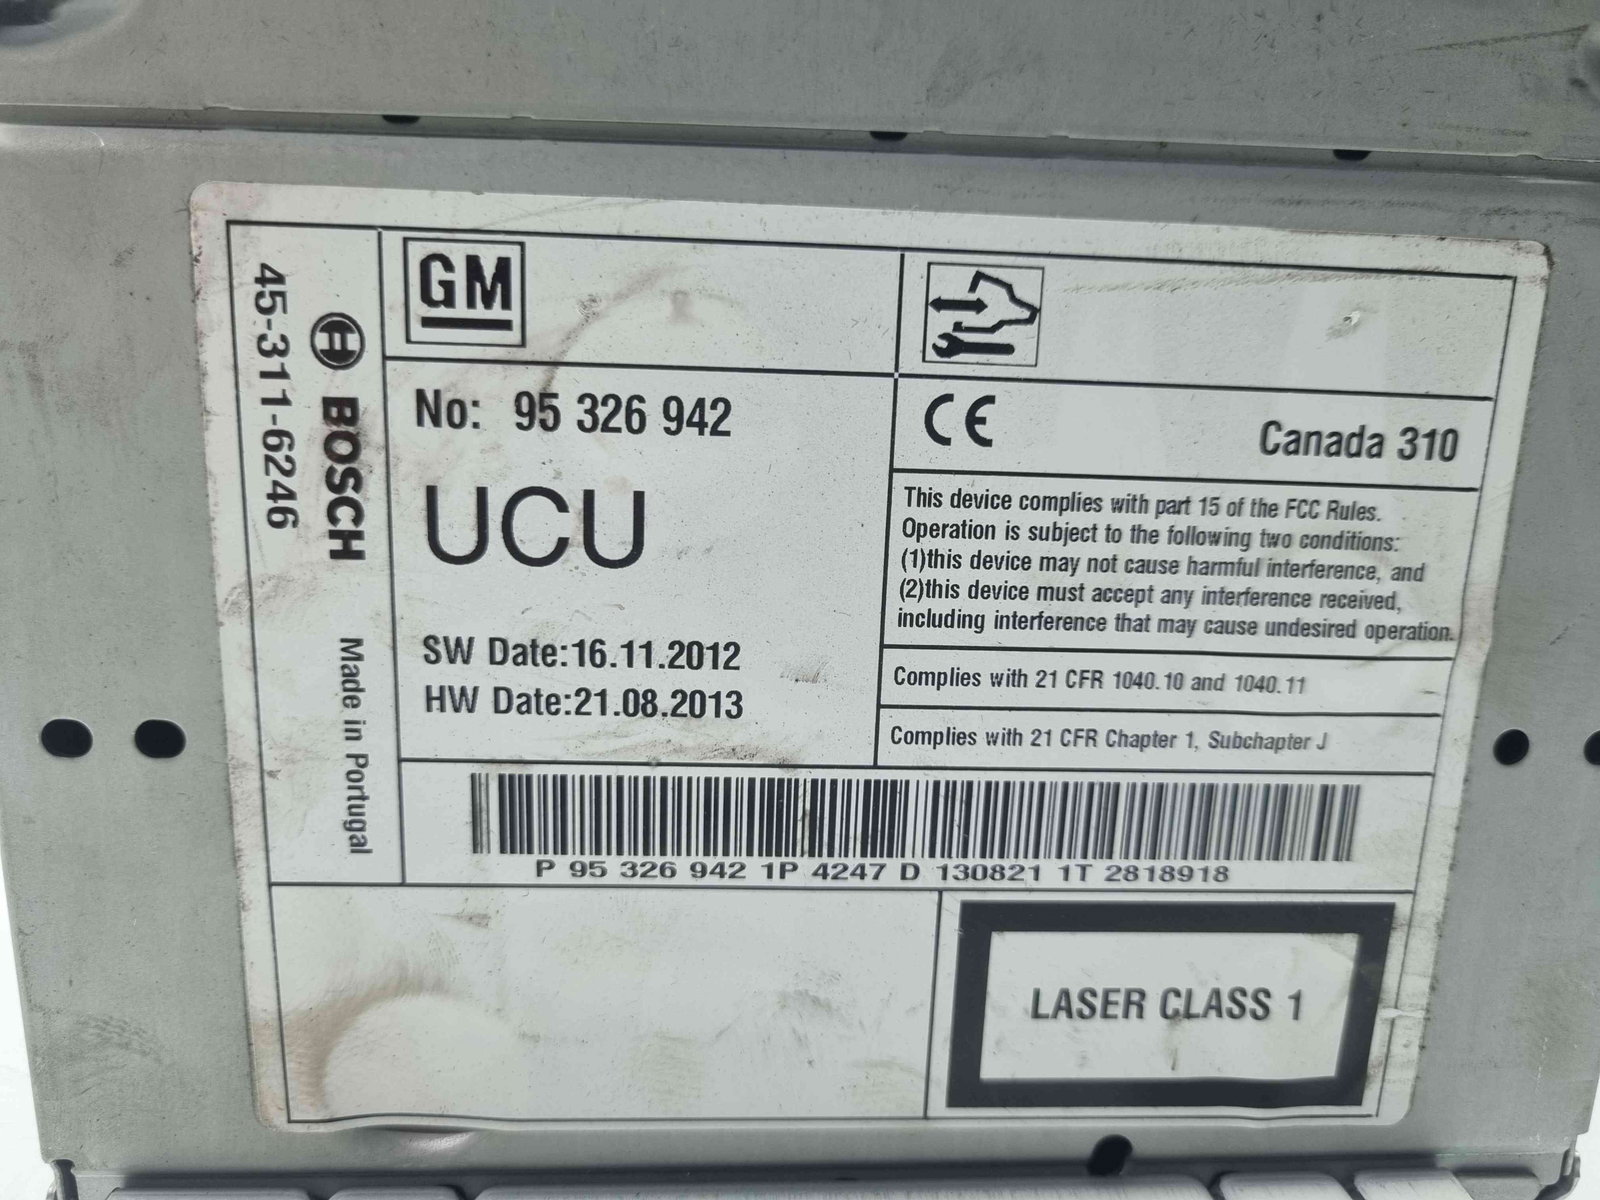 45-311-6246
BOSCH
Made in Portugal
GM
No: 95 326 942
UCU
SW Date:16.11.2012
HW Date:21.08.2013
CE
Canada 310
This device complies with part 15 of the FCC Rules.
Operation is subject to the following two conditions:
(1)this device may not cause harmful interference, and
(2)this device must accept any interference received,
including interference that may cause undesired operation.
Complies with 21 CFR 1040.10 and 1040.11
Complies with 21 CFR Chapter 1, Subchapter J
P 95 326 942 1P 4247 D 130821 1T 2818918
LASER CLASS 1